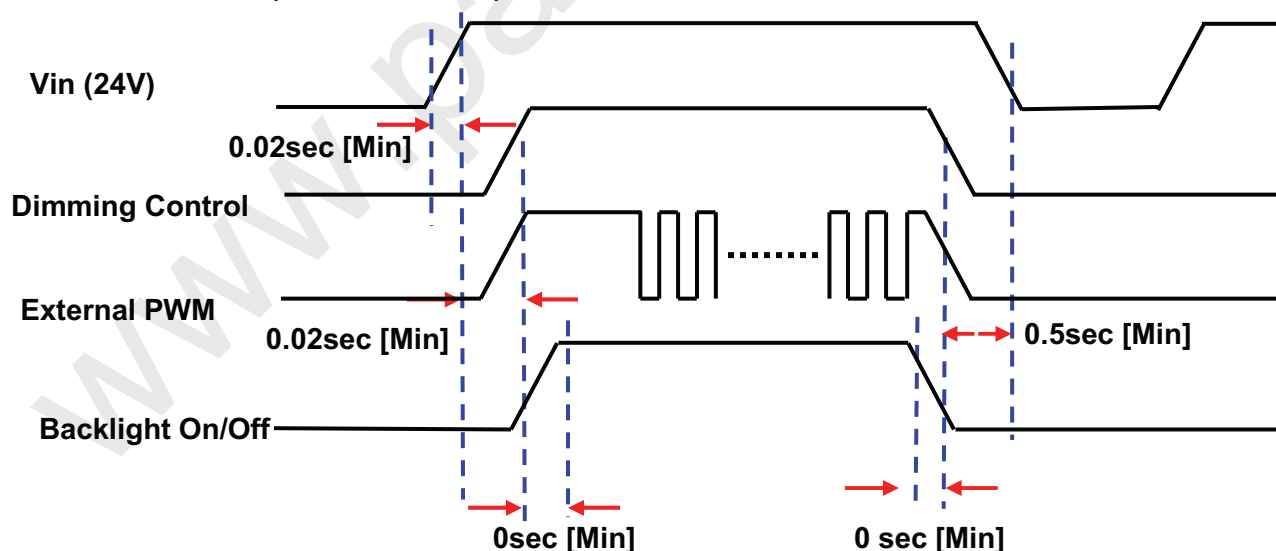 Vin (24V)
0.02sec [Min]
Dimming Control
External PWM
0.02sec [Min]
0.5sec [Min]
Backlight On/Off
0sec [Min]
0 sec [Min]